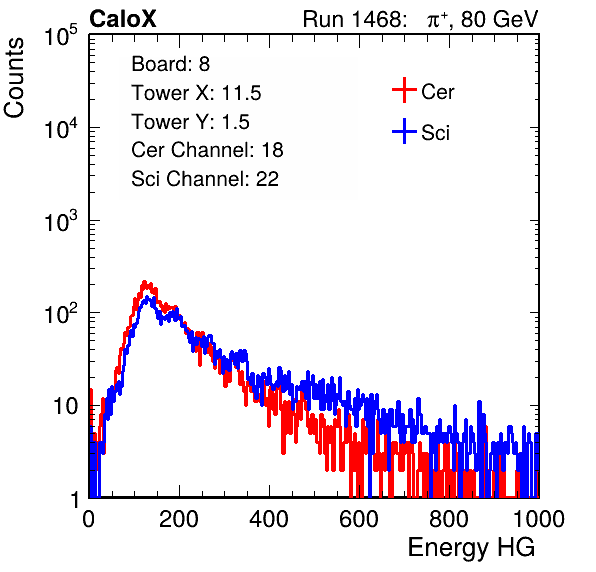 CaloX Run 1468: π⁺, 80 GeV
Counts
10⁵
10⁴
10³
10²
10
1
Board: 8
Tower X: 11.5
Tower Y: 1.5
Cer Channel: 18
Sci Channel: 22
Cer
Sci
0 200 400 600 800 1000
Energy HG